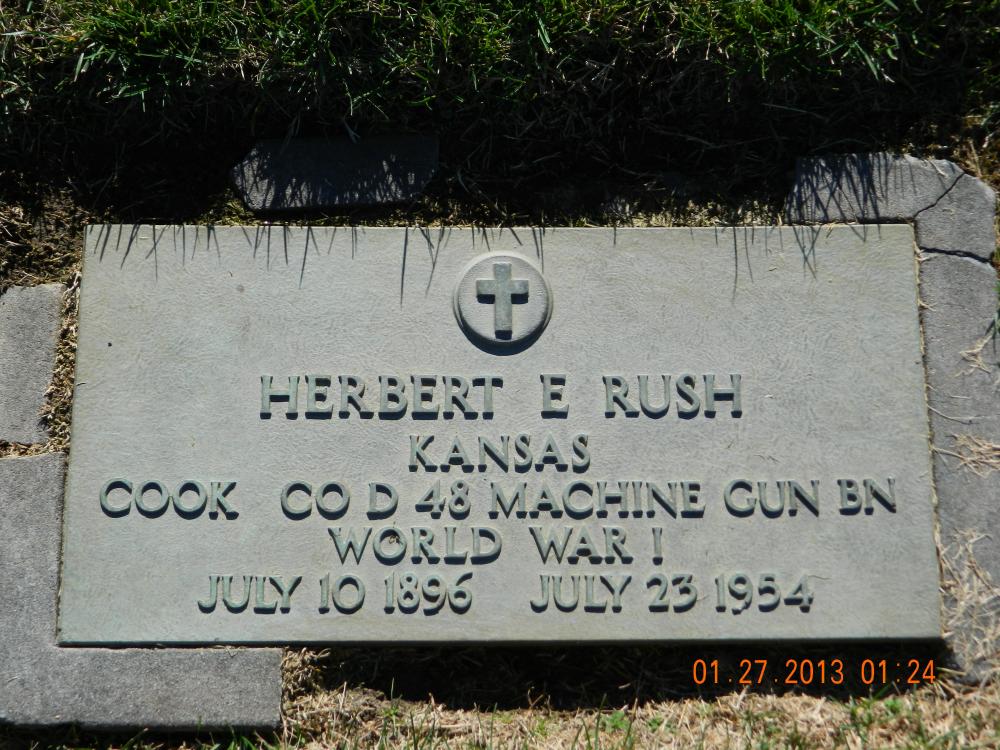 HERBERT E RUSH
KANSAS
COOK CO D 48 MACHINE GUN BN
WORLD WAR I
JULY 10 1896 JULY 23 1954
01.27.2013 01:24